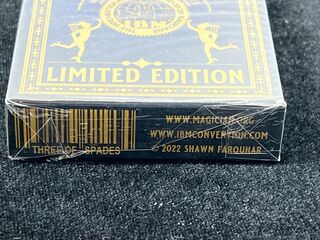 IBM
LIMITED EDITION
THREE OF SPADES
WWW.MAGICIAN.ORG
WWW.IBMCONVENTION.COM
© 2022 SHAWN FARQUHAR